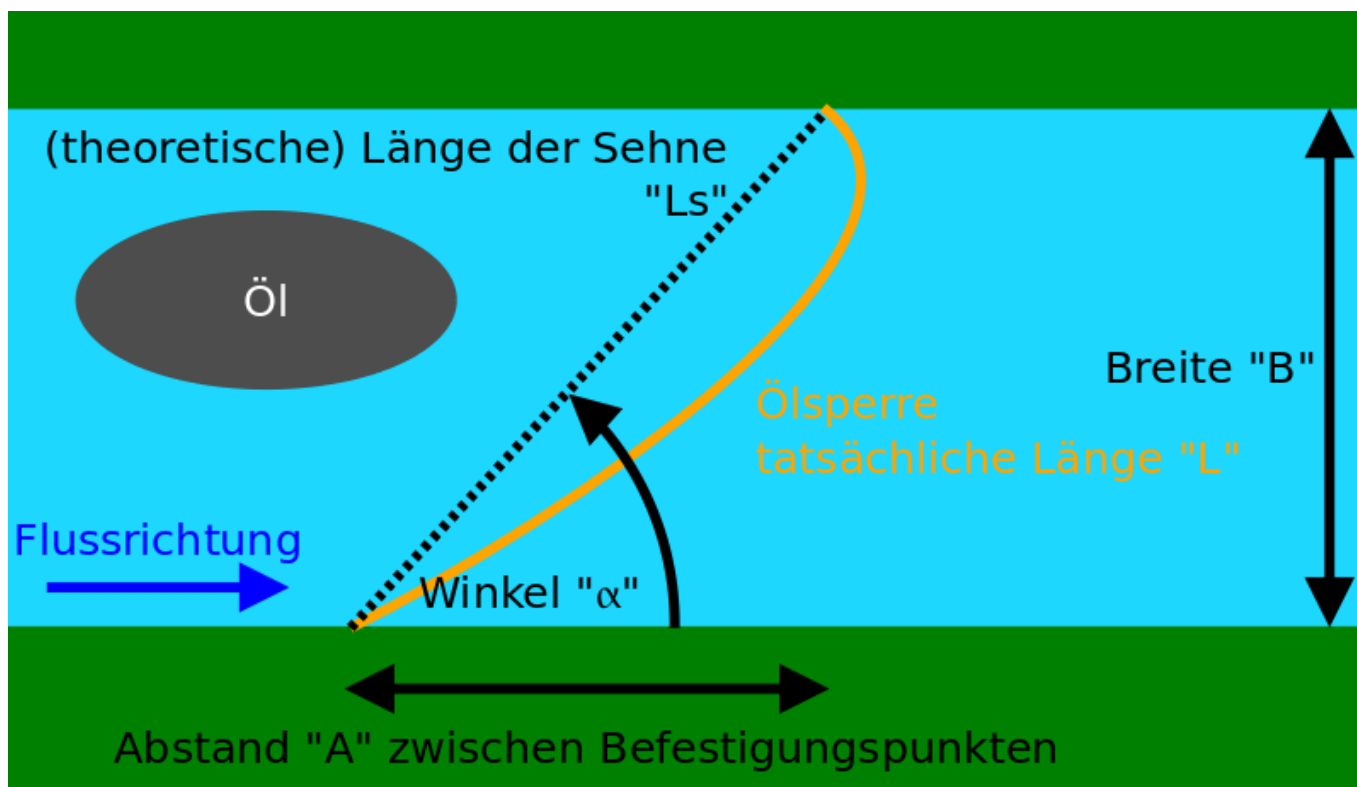 (theoretische) Länge der Sehne
"Ls"
Öl
Breite "B"
Ölsperre
tatsächliche Länge "L"
Flussrichtung
Winkel "α"
Abstand "A" zwischen Befestigungspunkten